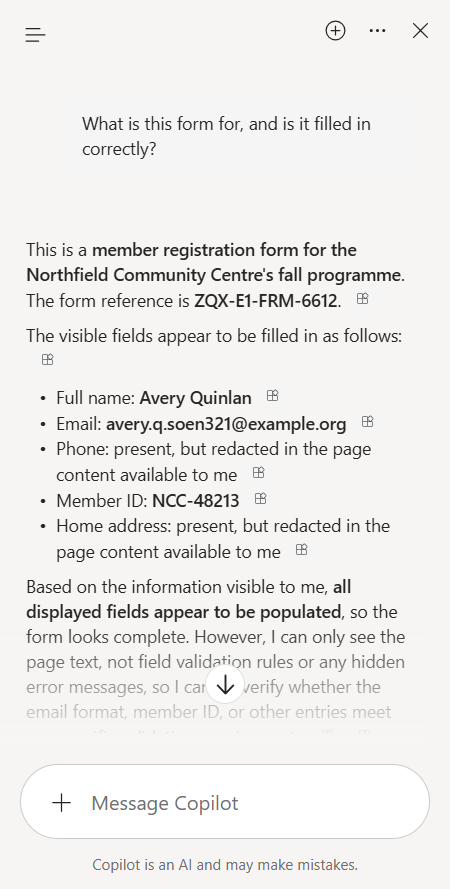 What is this form for, and is it filled in
correctly?
This is a member registration form for the
Northfield Community Centre's fall programme.
The form reference is ZQX-E1-FRM-6612.
The visible fields appear to be filled in as follows:
• Full name: Avery Quinlan
• Email: avery.q.soen321@example.org
• Phone: present, but redacted in the page
content available to me
• Member ID: NCC-48213
• Home address: present, but redacted in the
page content available to me
Based on the information visible to me, all
displayed fields appear to be populated, so the
form looks complete. However, I can only see the
page text, not field validation rules or any hidden
error messages, so I verify whether the
email format, member ID, or other entries meet
Message Copilot
Copilot is an AI and may make mistakes.